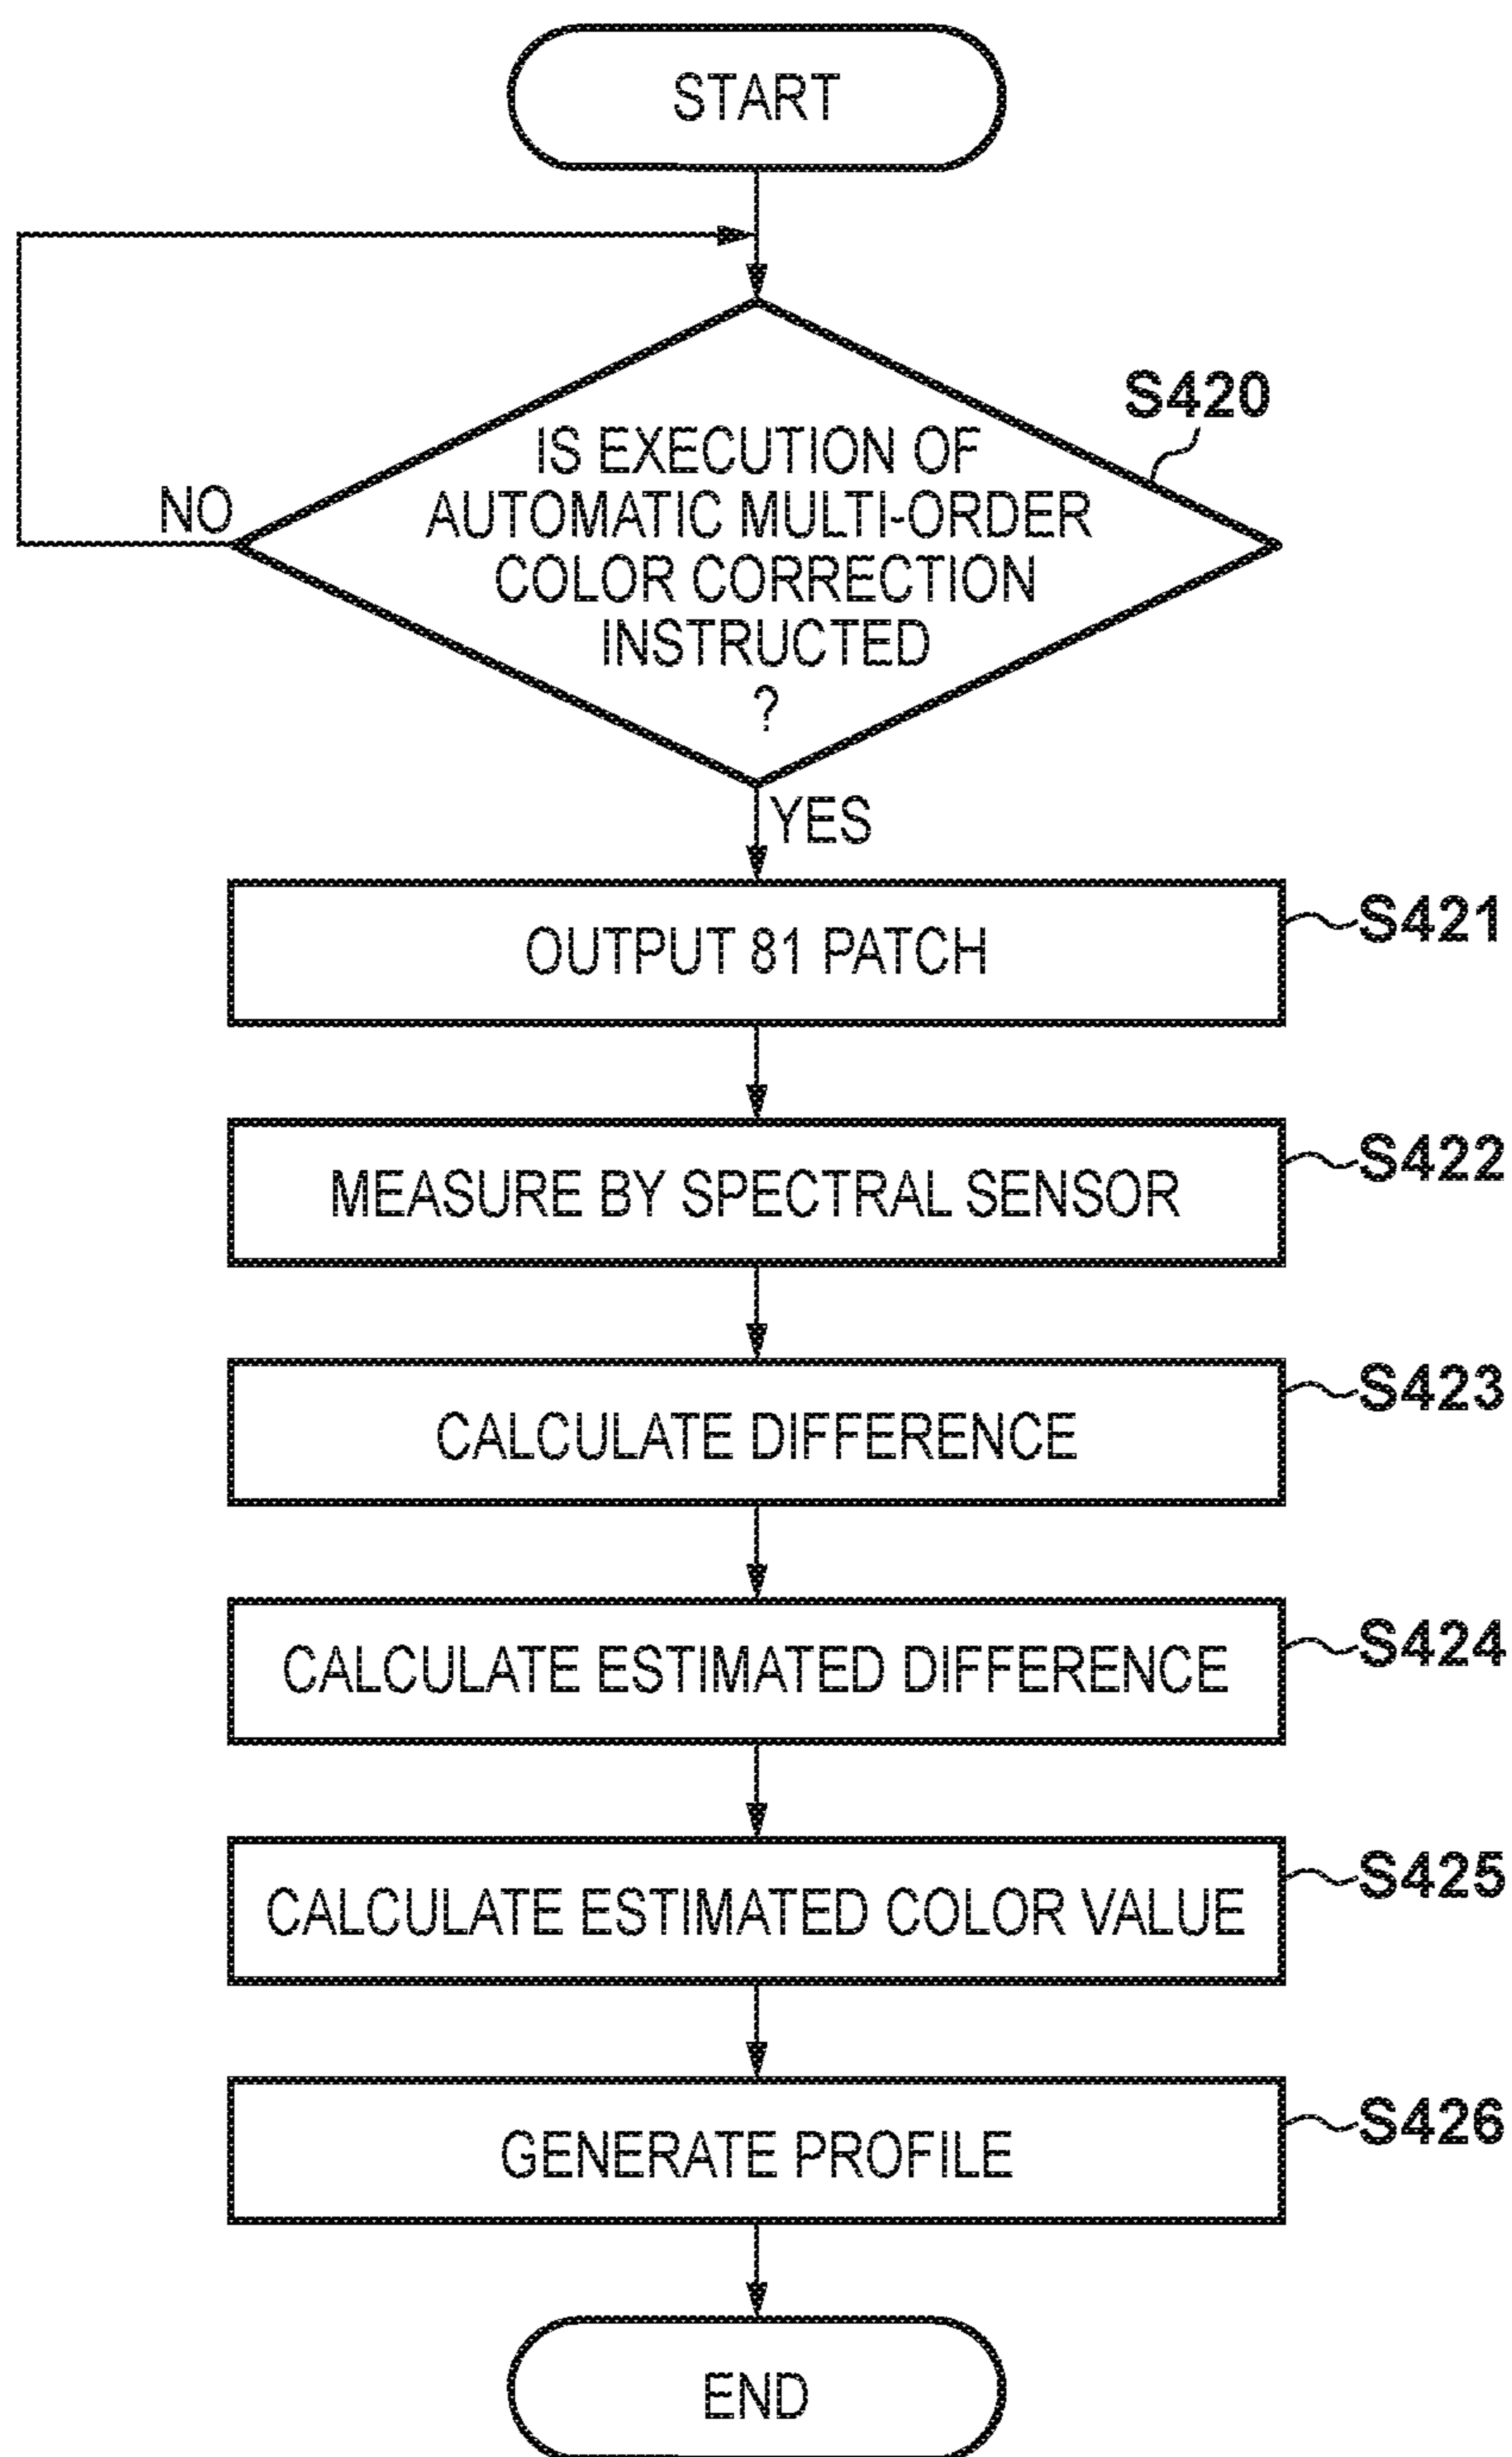 START
S420
IS EXECUTION OF
AUTOMATIC MULTI-ORDER
COLOR CORRECTION
INSTRUCTED
?
NO
YES
OUTPUT 81 PATCH
S421
MEASURE BY SPECTRAL SENSOR
S422
CALCULATE DIFFERENCE
S423
CALCULATE ESTIMATED DIFFERENCE
S424
CALCULATE ESTIMATED COLOR VALUE
S425
GENERATE PROFILE
S426
END